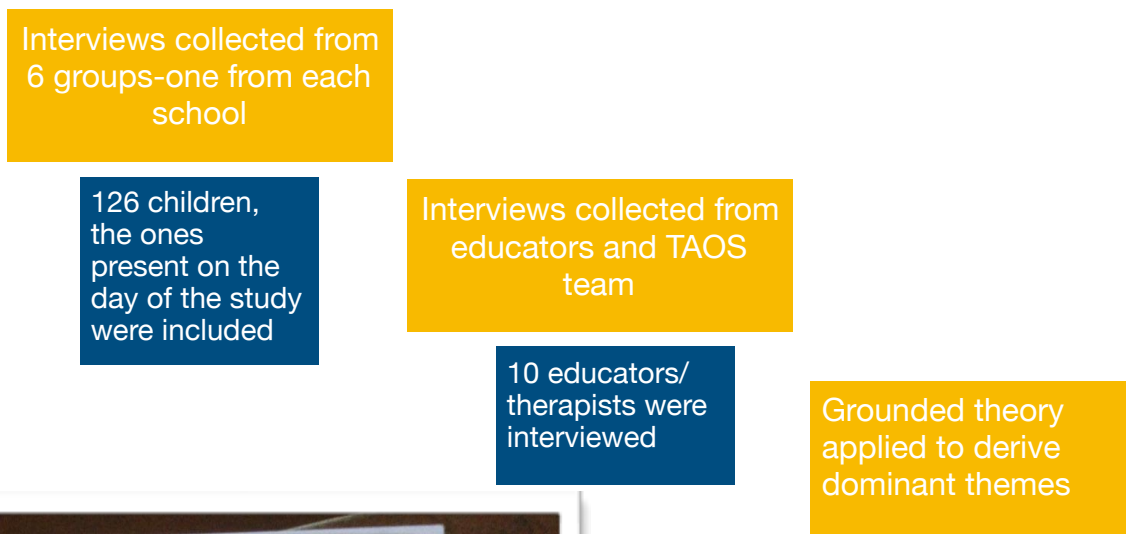 Interviews collected from
6 groups-one from each
school
126 children,
the ones
present on the
day of the study
were included
Interviews collected from
educators and TAOS
team
10 educators/
therapists were
interviewed
Grounded theory
applied to derive
dominant themes